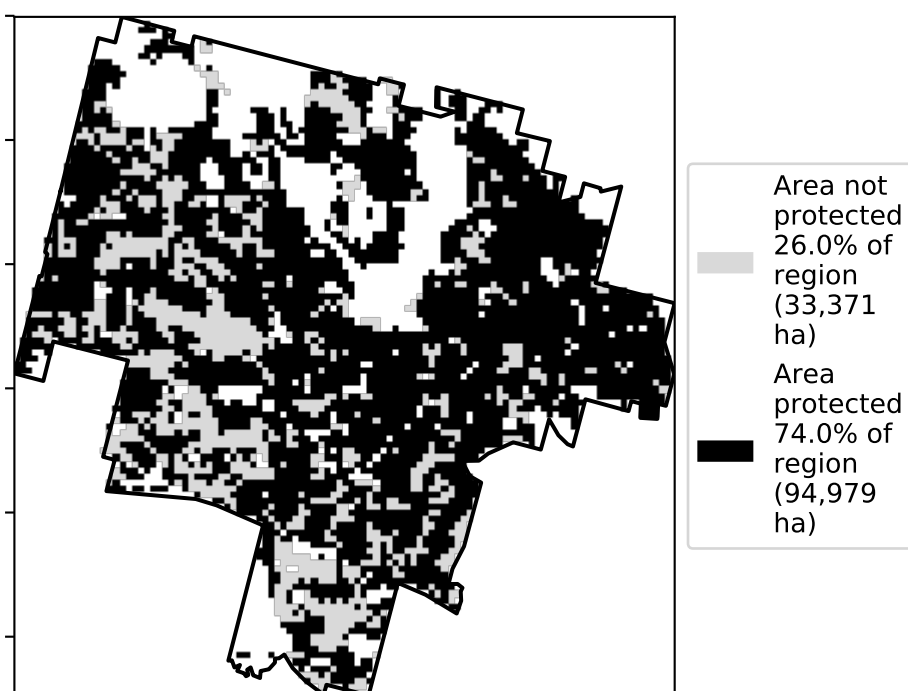 Area not
protected
26.0% of
region
(33,371
ha)
Area
protected
74.0% of
region
(94,979
ha)